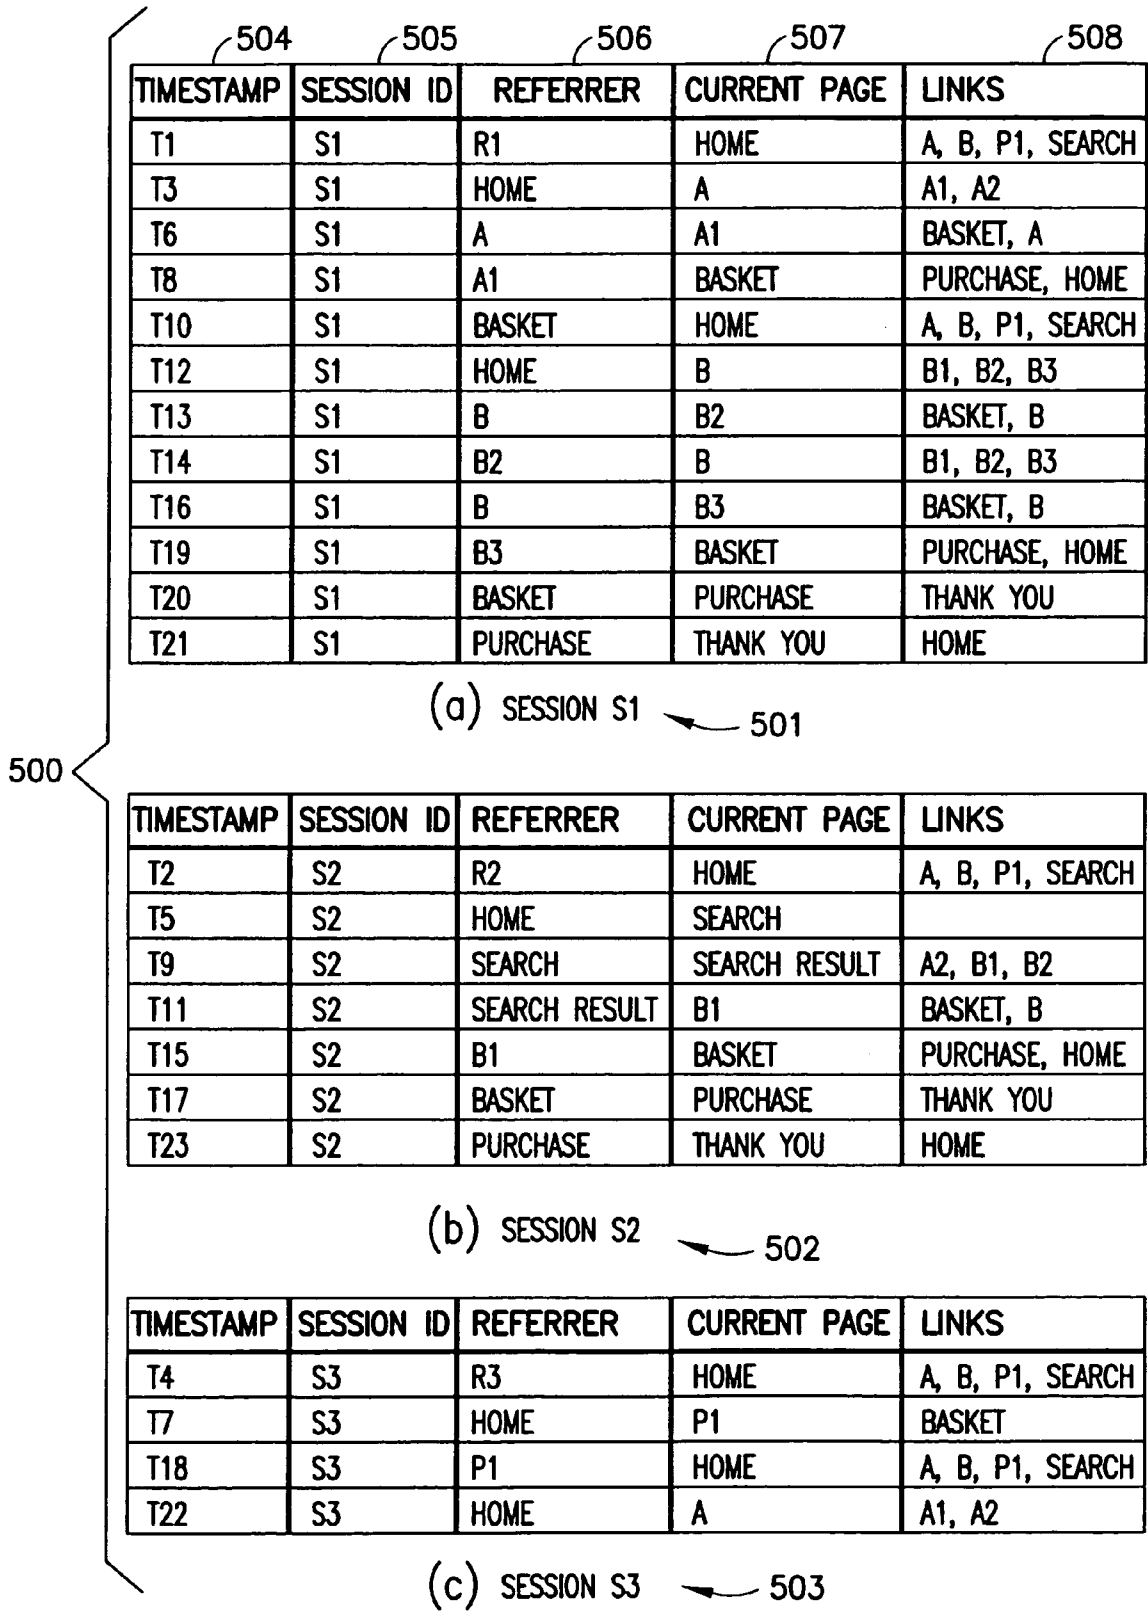 504 505 506 507 508
TIMESTAMP SESSION ID REFERRER CURRENT PAGE LINKS
T1 S1 R1 HOME A, B, P1, SEARCH
T3 S1 HOME A A1, A2
T6 S1 A A1 BASKET, A
T8 S1 A1 BASKET PURCHASE, HOME
T10 S1 BASKET HOME A, B, P1, SEARCH
T12 S1 HOME B B1, B2, B3
T13 S1 B B2 BASKET, B
T14 S1 B2 B B1, B2, B3
T16 S1 B B3 BASKET, B
T19 S1 B3 BASKET PURCHASE, HOME
T20 S1 BASKET PURCHASE THANK YOU
T21 S1 PURCHASE THANK YOU HOME
(a) SESSION S1 501
500
TIMESTAMP SESSION ID REFERRER CURRENT PAGE LINKS
T2 S2 R2 HOME A, B, P1, SEARCH
T5 S2 HOME SEARCH
T9 S2 SEARCH SEARCH RESULT A2, B1, B2
T11 S2 SEARCH RESULT B1 BASKET, B
T15 S2 B1 BASKET PURCHASE, HOME
T17 S2 BASKET PURCHASE THANK YOU
T23 S2 PURCHASE THANK YOU HOME
(b) SESSION S2 502
TIMESTAMP SESSION ID REFERRER CURRENT PAGE LINKS
T4 S3 R3 HOME A, B, P1, SEARCH
T7 S3 HOME P1 BASKET
T18 S3 P1 HOME A, B, P1, SEARCH
T22 S3 HOME A A1, A2
(c) SESSION S3 503